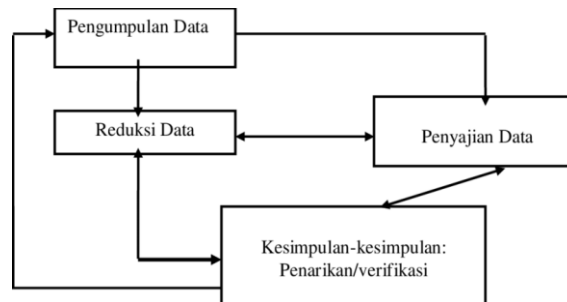 Pengumpulan Data
Reduksi Data
Penyajian Data
Kesimpulan-kesimpulan:
Penarikan/verifikasi